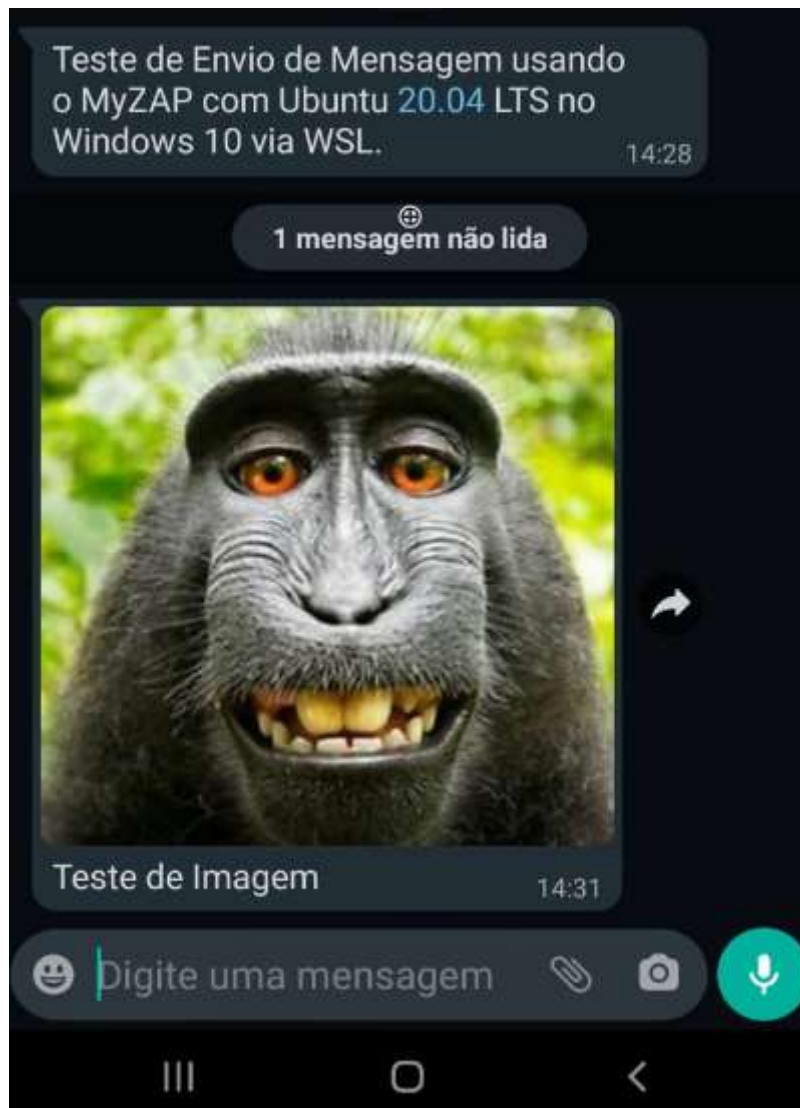 Teste de Envio de Mensagem usando
o MyZAP com Ubuntu 20.04 LTS no
Windows 10 via WSL.
14:28
1 mensagem não lida
Teste de Imagem
14:31
Digite uma mensagem